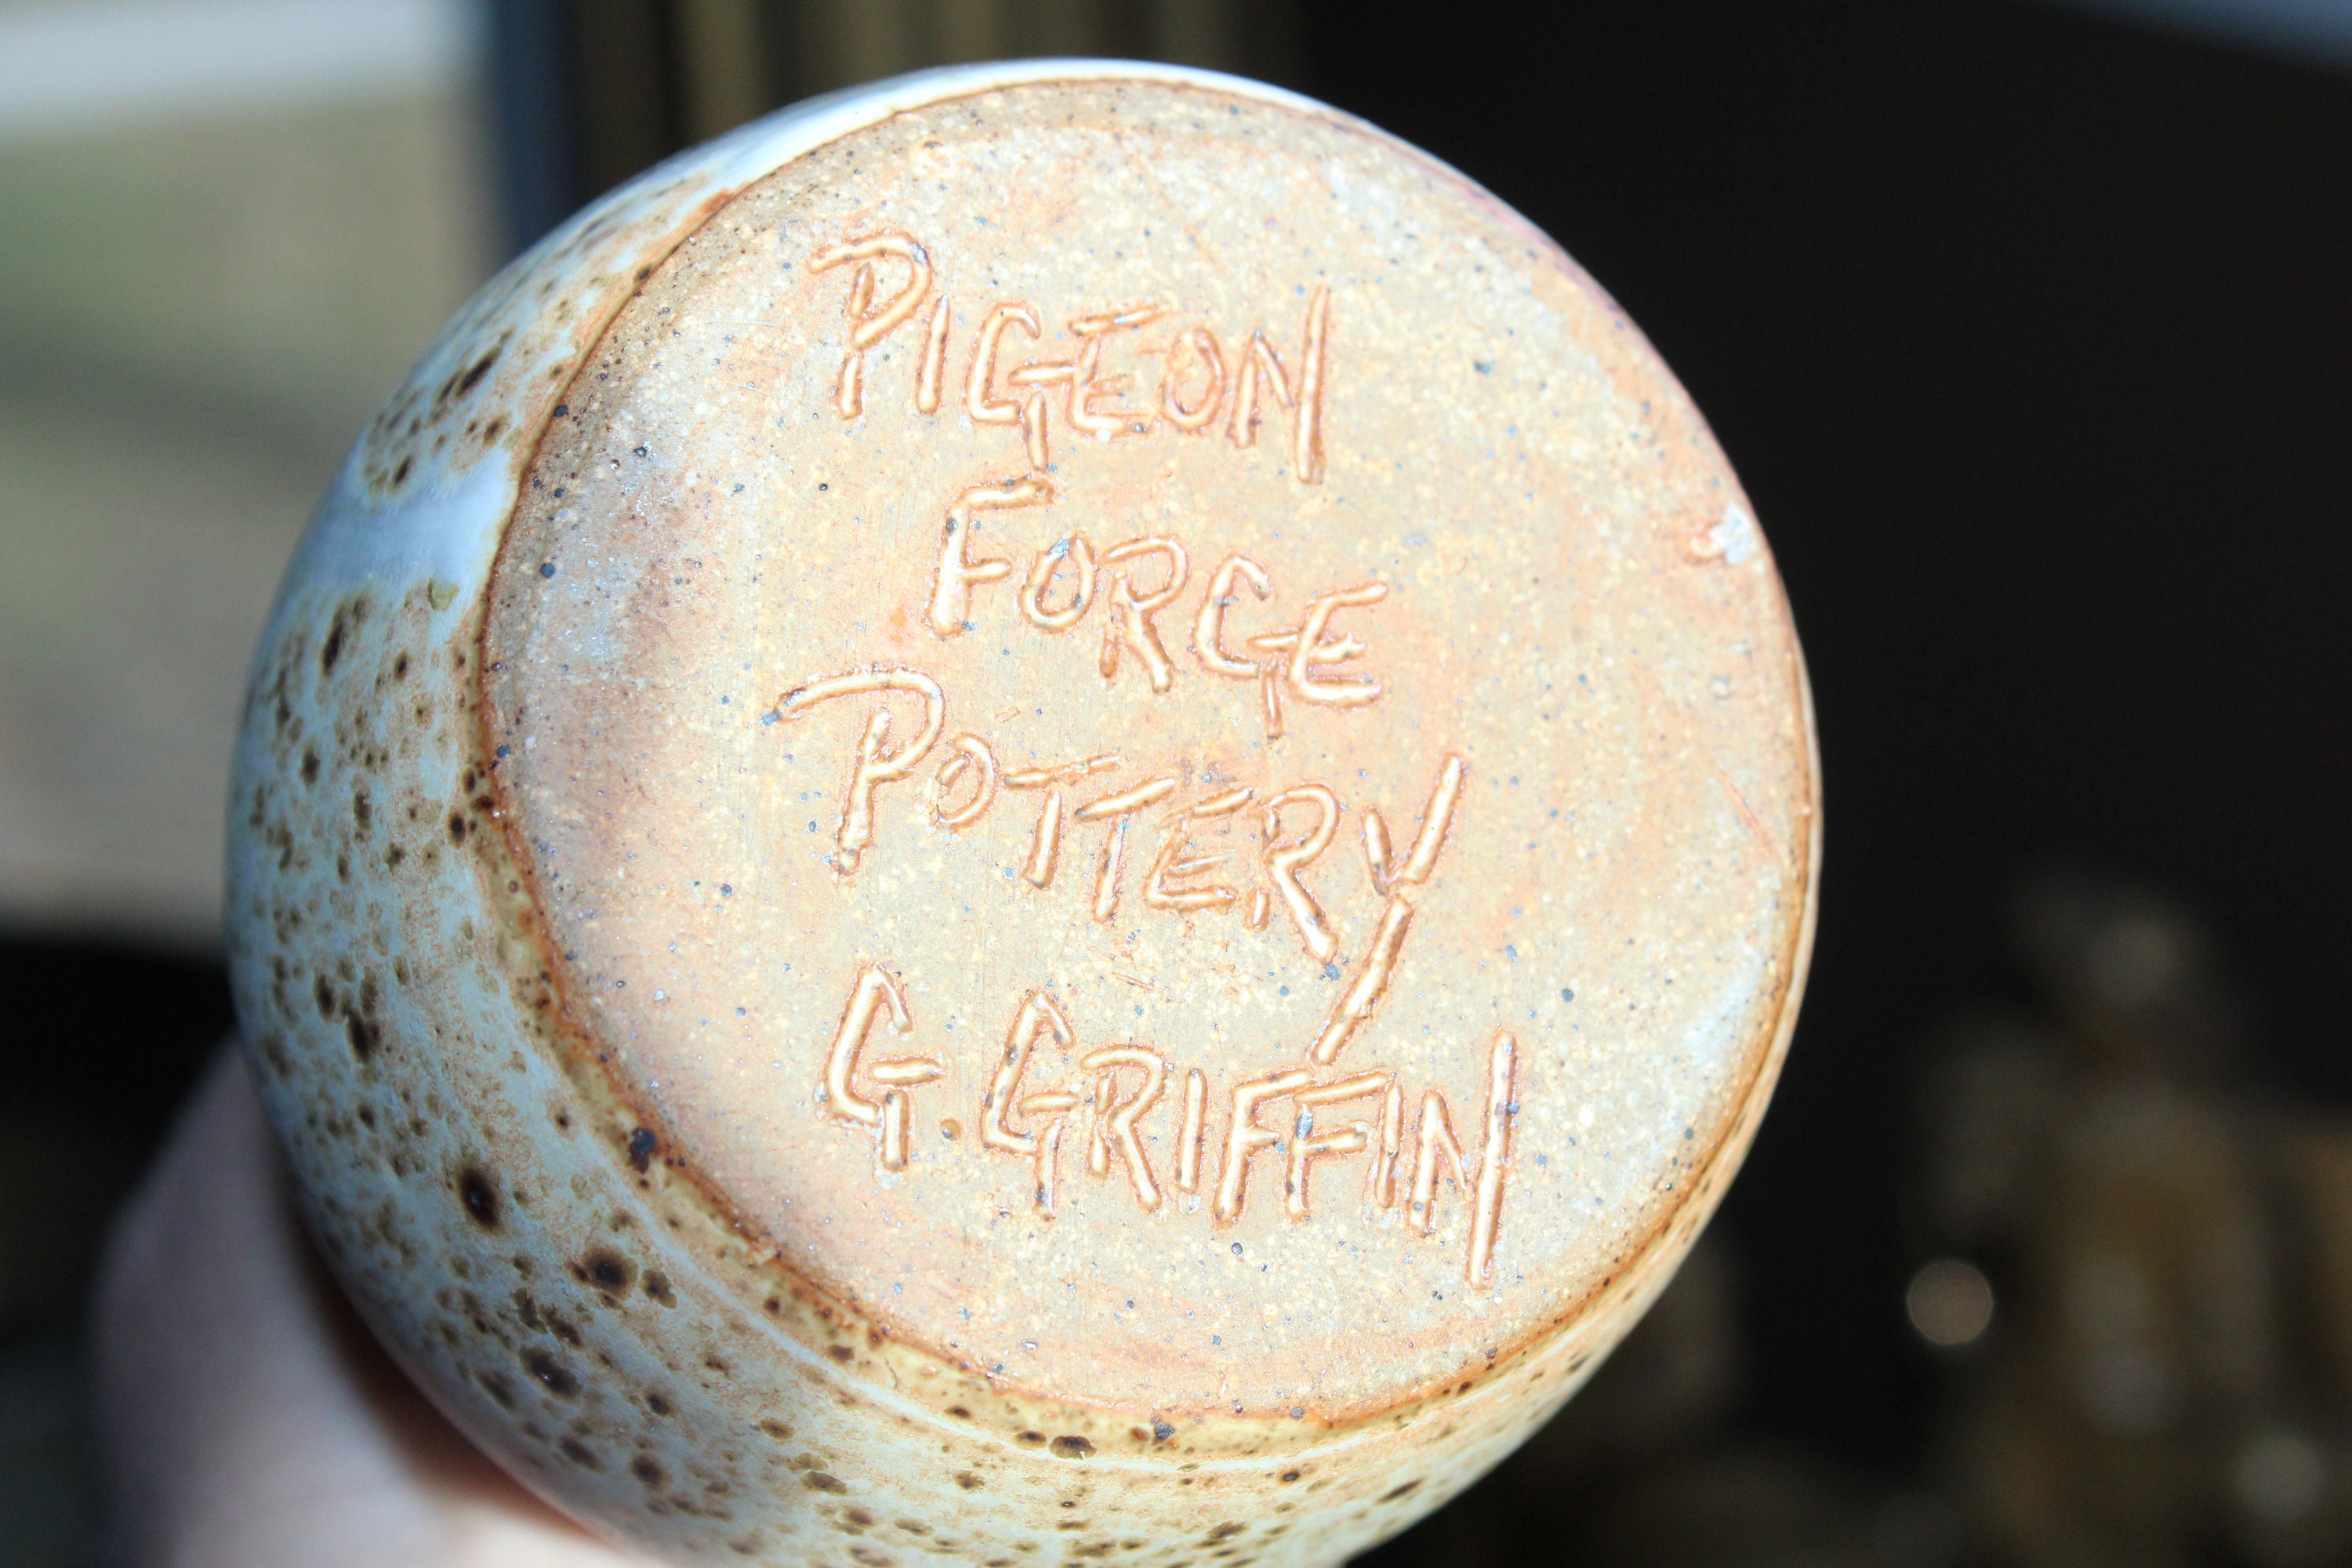 PIGEON
FORGE
POTTERY
G. GRIFFIN